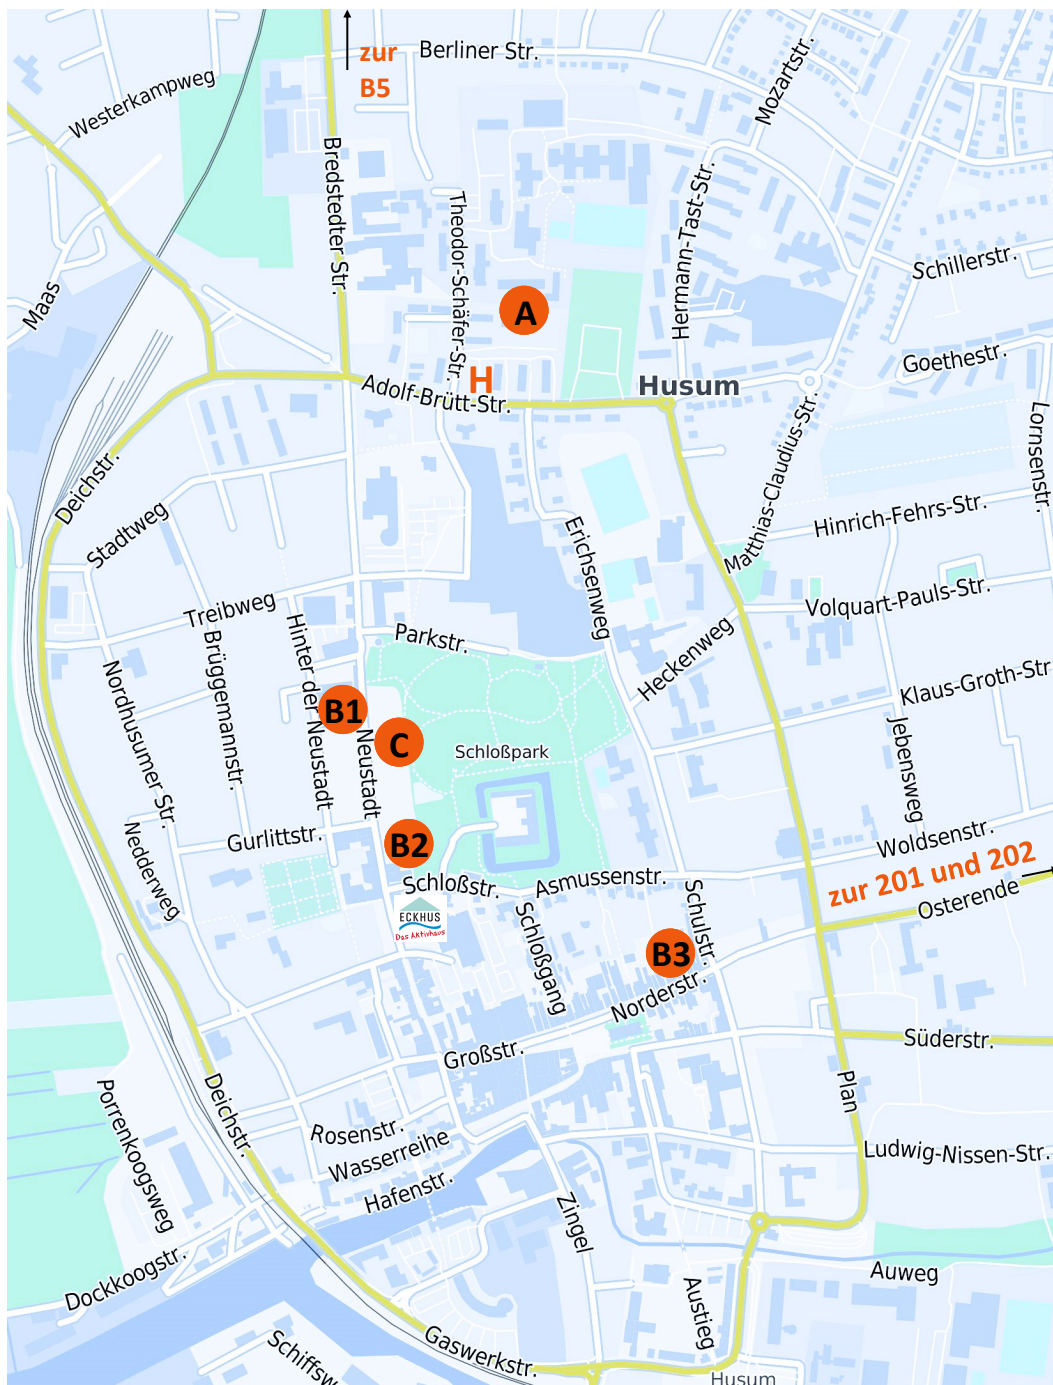 zur
B5
Berliner Str.
Westerkampweg
Mozartstr.
Bredstedter Str.
Theodor-Schäfer-Str.
Hermann-Tast-Str.
Schillerstr.
Maas
A
Goethestr.
H
Husum
Adolf-Brütt-Str.
Matthias-Claudius-Str.
Lornsenstr.
Deichstr.
Stadtweg
Hinrich-Fehrs-Str.
Erichsenweg
Volquart-Pauls-Str.
Treibweg
Hinter der Neustadt
Brüggemannstr.
Parkstr.
Heckenweg
Nordhusumer Str.
Klaus-Groth-Str
B1
C
Neustadt
Schloßpark
Jebensweg
Nedderweg
Gurlittstr.
B2
Woldsenstr.
zur 201 und 202
Schloßstr.
Asmussenstr.
Schulstr.
Osterende
ECKHUS
Das Aktivhaus
Schloßgang
B3
Norderstr.
Großstr.
Süderstr.
Deichstr.
Plan
Porrenkoogsweg
Rosenstr.
Wasserreihe
Hafenstr.
Ludwig-Nissen-Str.
Zingel
Dockkoogstr.
Auweg
Austieg
Gaswerkstr.
Schiffsw
Husum